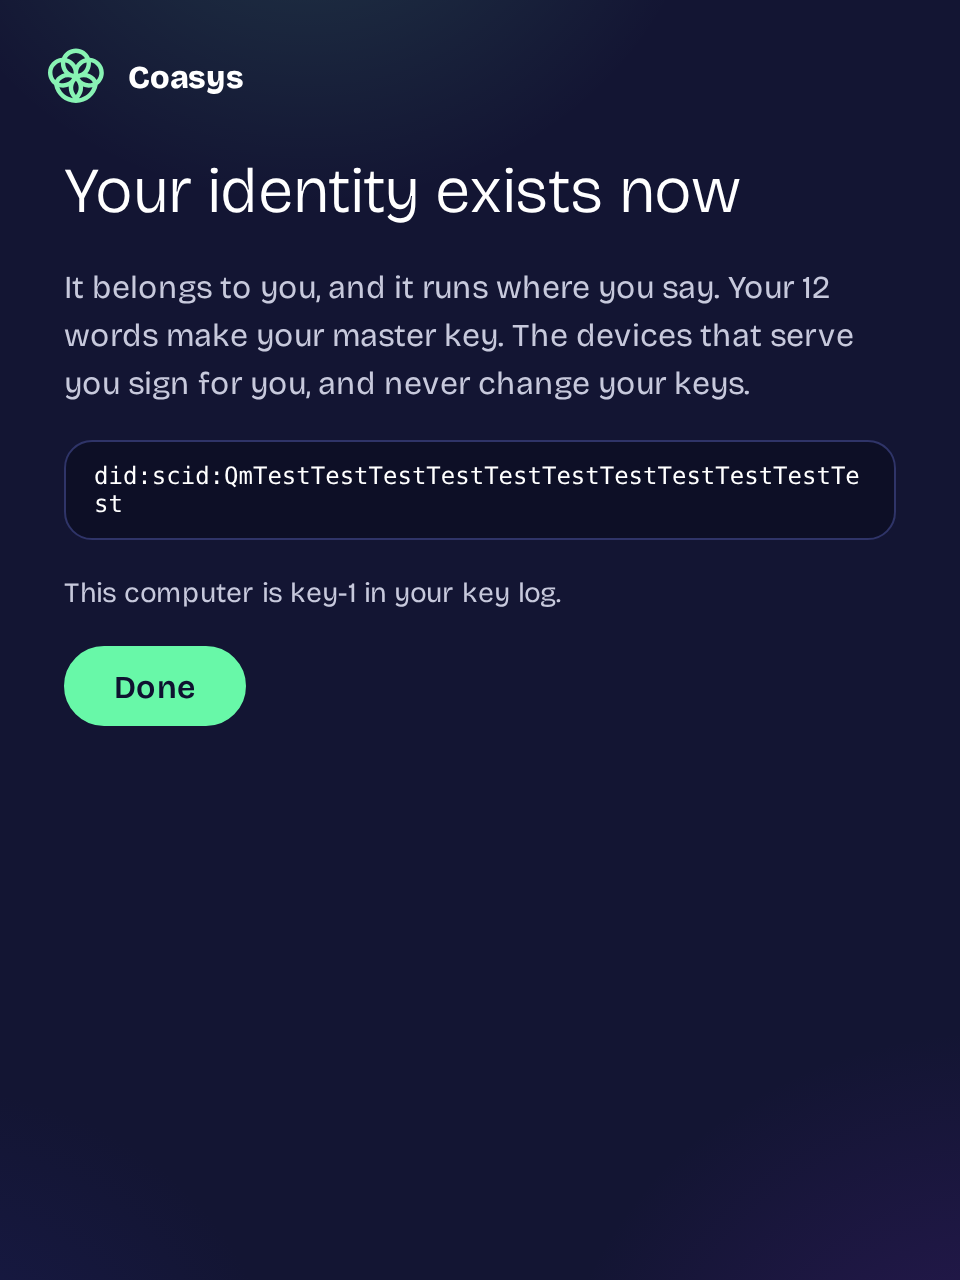 Coasys
Your identity exists now
It belongs to you, and it runs where you say. Your 12
words make your master key. The devices that serve
you sign for you, and never change your keys.
did:scid:QmTestTestTestTestTestTestTestTestTestTestTe
st
This computer is key-1 in your key log.
Done